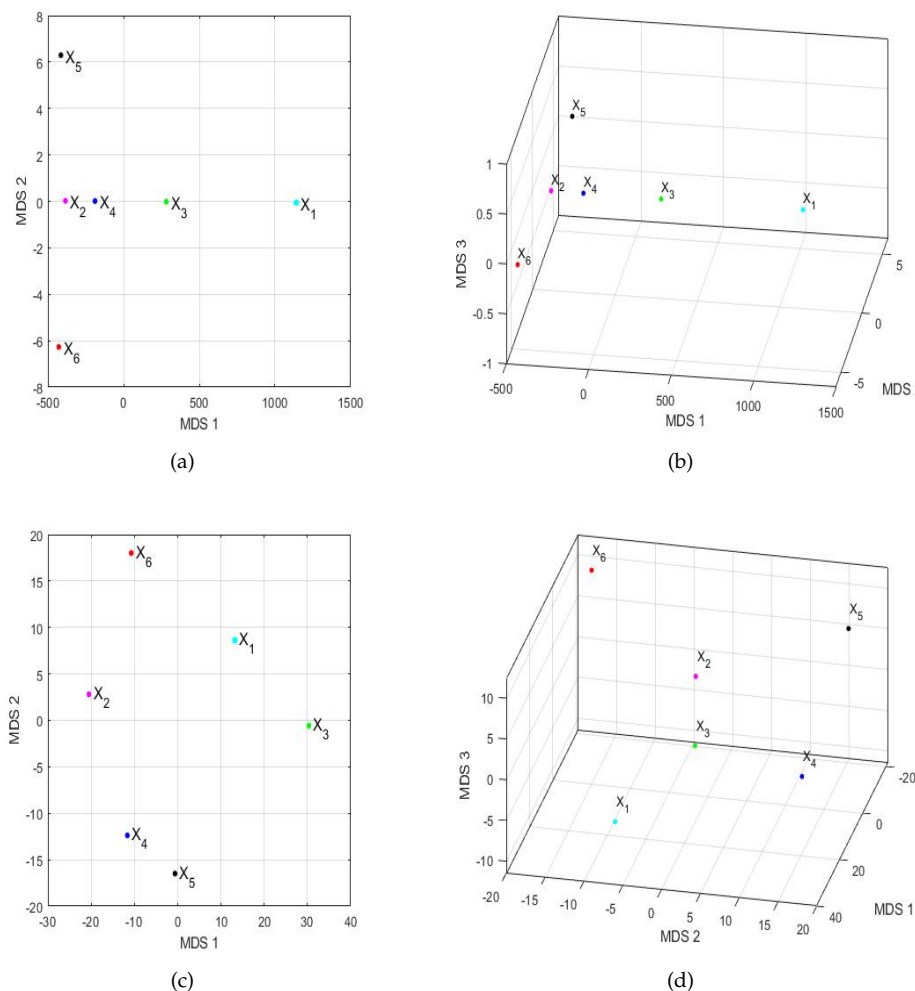 8
6
4
2
0
-2
-4
-6
-8
MDS 2
X5
X2
X4
X3
X1
X6
-500
0
500
1000
1500
MDS 1
(a)
1
0.5
0
-0.5
-1
MDS 3
X5
X2
X4
X3
X1
X6
5
0
-5
MDS
-500
0
500
1000
1500
MDS 1
(b)
20
15
10
5
0
-5
-10
-15
-20
MDS 2
X6
X1
X2
X3
X4
X5
-30
-20
-10
0
10
20
30
40
MDS 1
(c)
10
5
0
-5
-10
MDS 3
X6
X5
X2
X3
X4
X1
-20
0
20
40
MDS 1
-20
-15
-10
-5
0
5
10
15
20
MDS 2
(d)